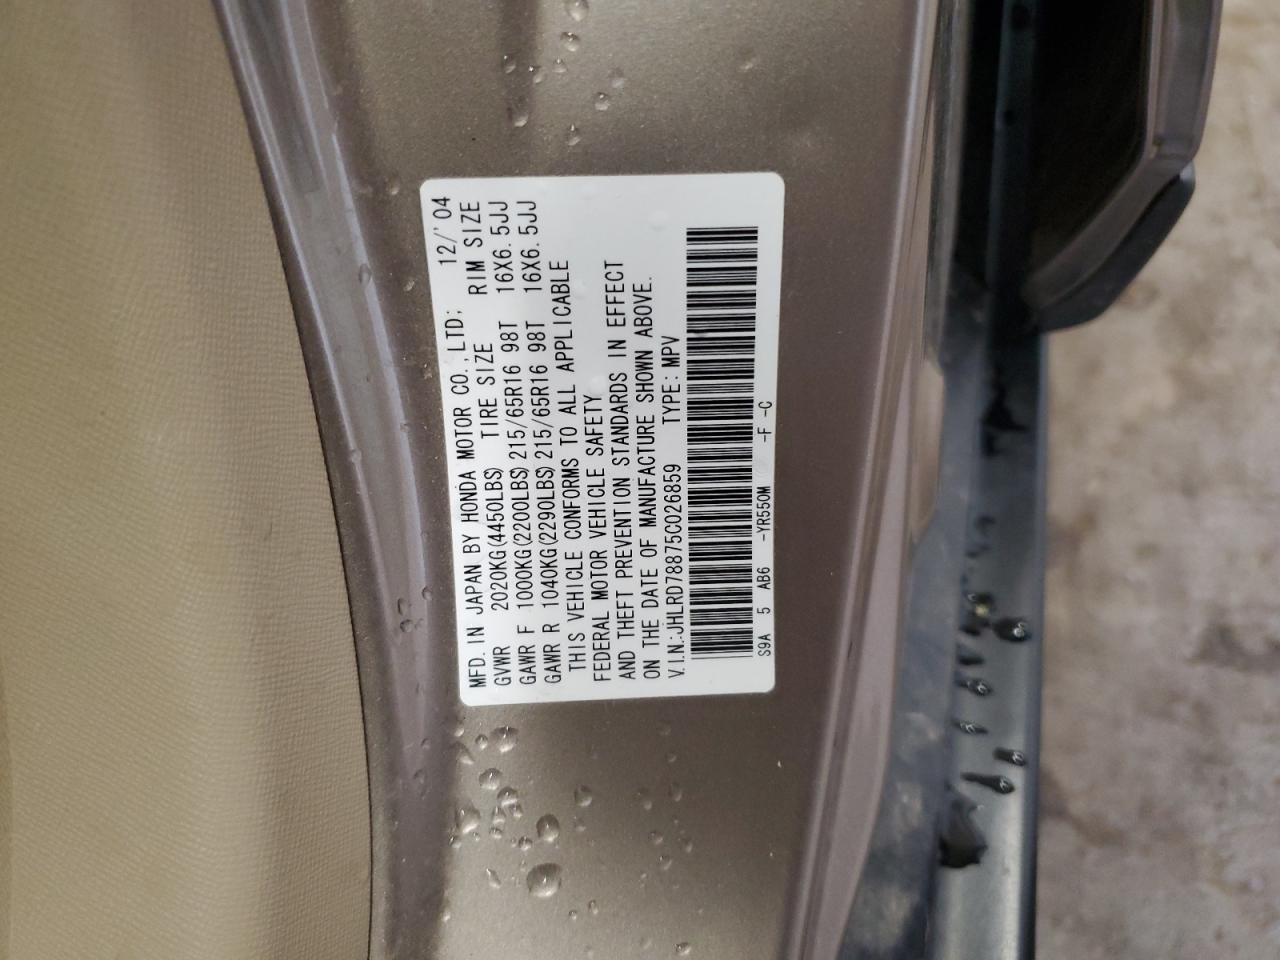 MFD. IN JAPAN BY HONDA MOTOR CO.,LTD; 12/'04
GVWR 2020KG(4450LBS) TIRE SIZE RIM SIZE
GAWR F 1000KG(2200LBS) 215/65R16 98T 16X6.5JJ
GAWR R 1040KG(2290LBS) 215/65R16 98T 16X6.5JJ
THIS VEHICLE CONFORMS TO ALL APPLICABLE
FEDERAL MOTOR VEHICLE SAFETY
AND THEFT PREVENTION STANDARDS IN EFFECT
ON THE DATE OF MANUFACTURE SHOWN ABOVE.
V.I.N.:JHLRD78875C026859 TYPE: MPV
S9A 5 AB6 -YR550M -F -C